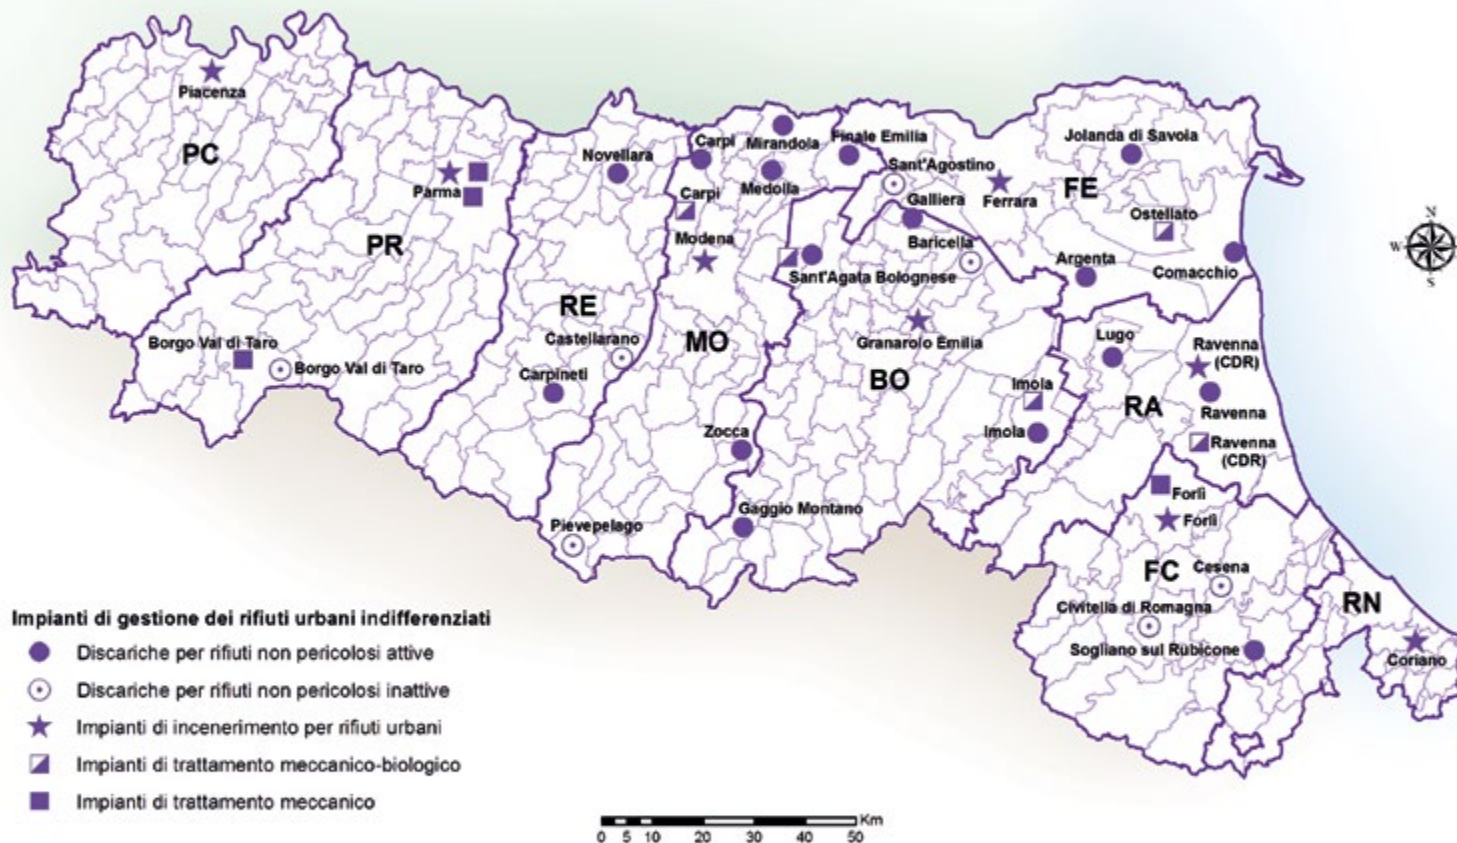 Piacenza
PC
Parma
PR
Borgo Val di Taro
Borgo Val di Taro
Novellara
RE
Castellarano
Carpineti
Carpi
Mirandola
Finale Emilia
Medolla
Carpi
Modena
MO
Zocca
Pievepelago
Sant'Agostino
Galliera
Baricella
Sant'Agata Bolognese
Granarolo Emilia
BO
Imola
Imola
Gaggio Montano
Jolanda di Savoia
Ferrara
FE
Ostellato
Argenta
Comacchio
Lugo
Ravenna
(CDR)
RA
Ravenna
Ravenna
(CDR)
Forlì
Forlì
FC
Cesena
Civitella di Romagna
Sogliano sul Rubicone
RN
Coriano
N
W
S
Impianti di gestione dei rifiuti urbani indifferenziati
Discariche per rifiuti non pericolosi attive
Discariche per rifiuti non pericolosi inattive
Impianti di incenerimento per rifiuti urbani
Impianti di trattamento meccanico-biologico
Impianti di trattamento meccanico
Km
0 5 10 20 30 40 50